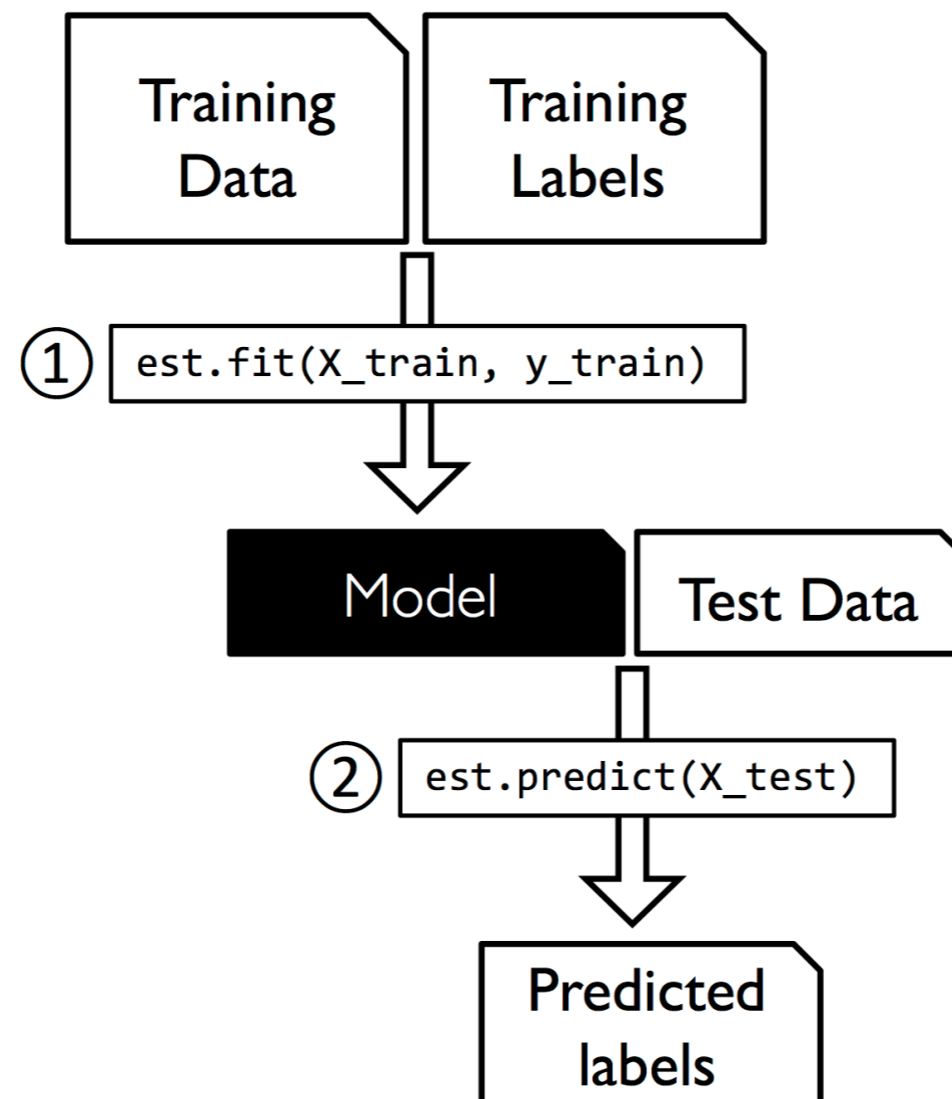 Training
Data
Training
Labels
① est.fit(X_train, y_train)
Model
Test Data
② est.predict(X_test)
Predicted
labels